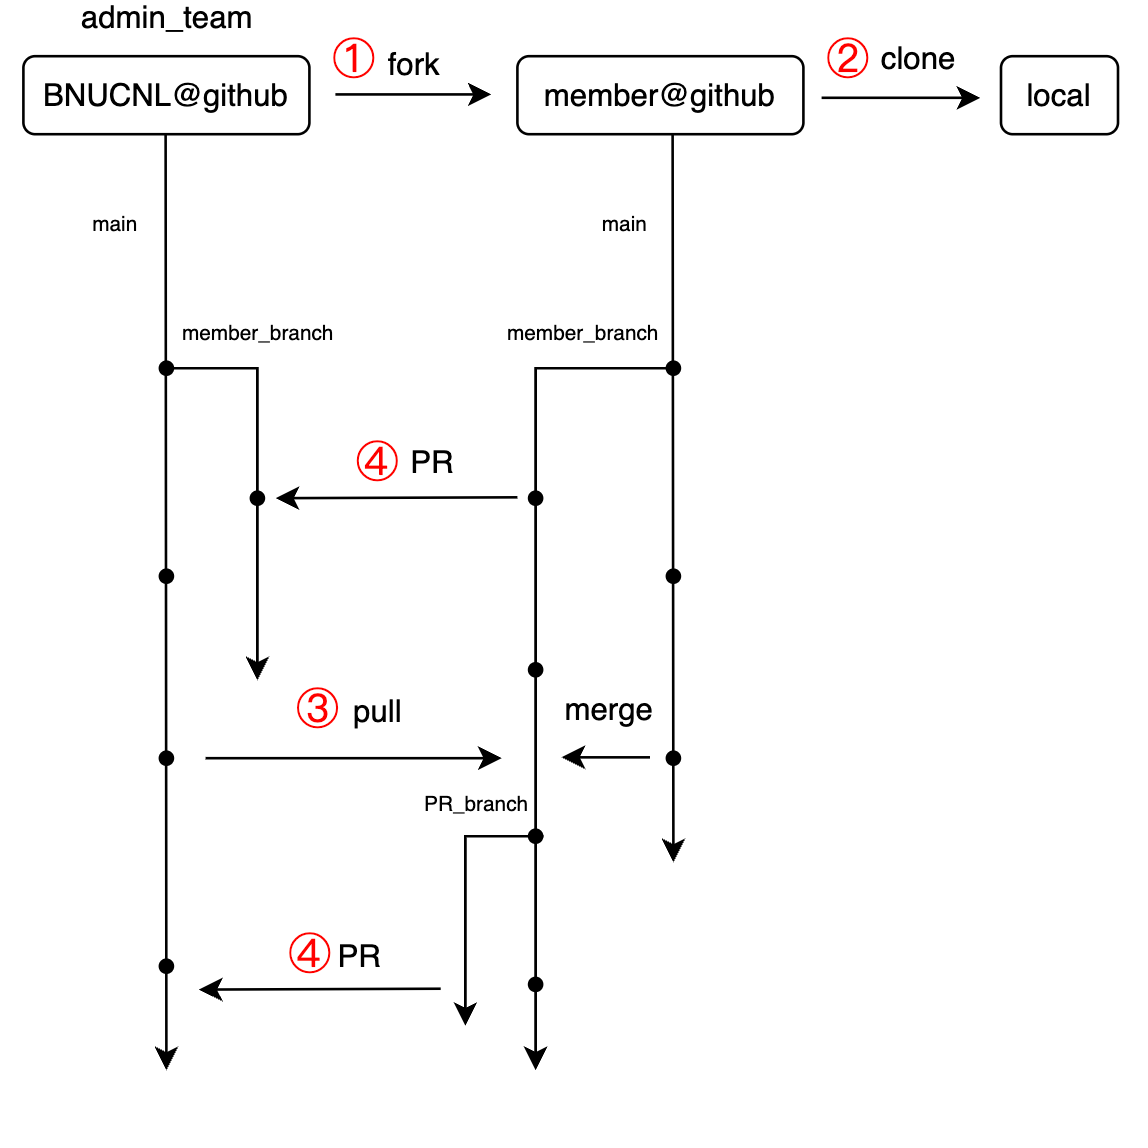 admin_team
① fork
② clone
BNUCNL@github
member@github
local
main
main
member_branch
member_branch
④ PR
③ pull
merge
PR_branch
④ PR